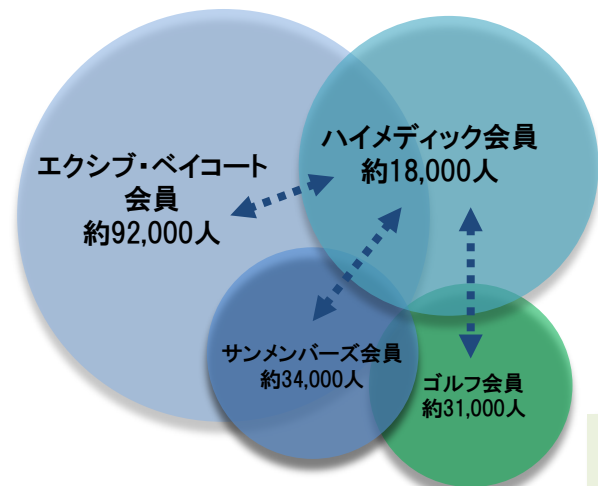 エクシブ・ベイコート
会員
約92,000人
ハイメディック会員
約18,000人
サンメンバーズ会員
約34,000人
ゴルフ会員
約31,000人